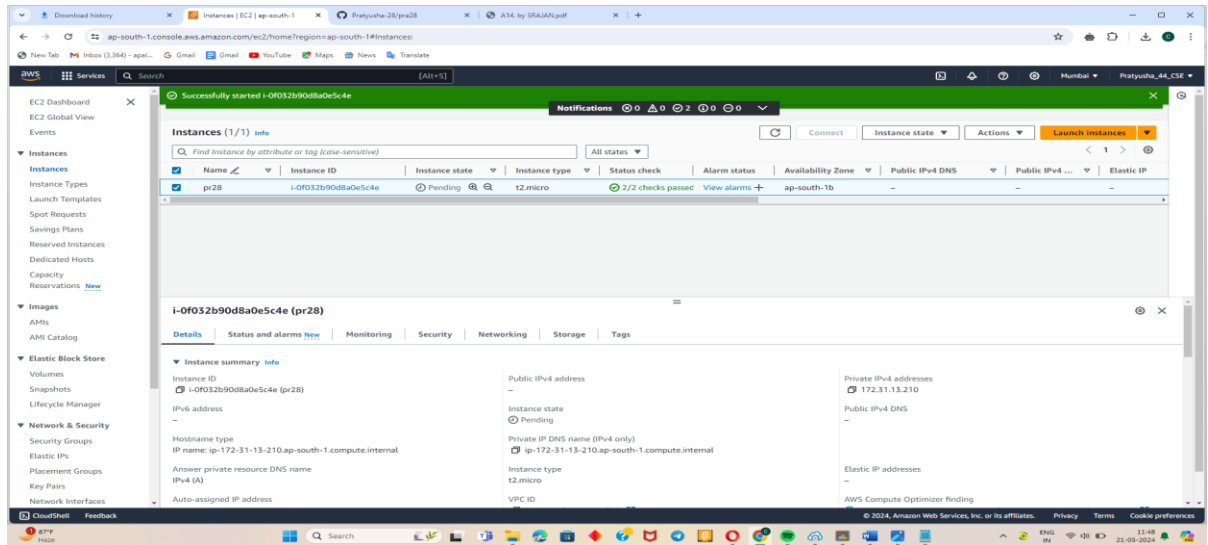 Download history
Instances | EC2 | ap-south-1
Pratyusha-28/pra28
A14. by SRAJAN.pdf
ap-south-1.console.aws.amazon.com/ec2/home?region=ap-south-1#Instances:
New Tab Inbox (3,364) - apal... Gmail Gmail YouTube Maps News Translate
aws Services Search [Alt+S] Mumbai Pratyusha_44_CSE
Successfully started i-0f032b90d8a0e5c4e
Notifications 0 0 2 0 0
EC2 Dashboard
EC2 Global View
Events
Instances
Instances
Instance Types
Launch Templates
Spot Requests
Savings Plans
Reserved Instances
Dedicated Hosts
Capacity
Reservations New
Images
AMIs
AMI Catalog
Elastic Block Store
Volumes
Snapshots
Lifecycle Manager
Network & Security
Security Groups
Elastic IPs
Placement Groups
Key Pairs
Network Interfaces
Instances (1/1) Info
Connect Instance state Actions Launch instances
Find Instance by attribute or tag (case-sensitive) All states 1
Name Instance ID Instance state Instance type Status check Alarm status Availability Zone Public IPv4 DNS Public IPv4 ... Elastic IP
pr28 i-0f032b90d8a0e5c4e Pending t2.micro 2/2 checks passed View alarms + ap-south-1b – – –
i-0f032b90d8a0e5c4e (pr28)
Details Status and alarms New Monitoring Security Networking Storage Tags
Instance summary Info
Instance ID Public IPv4 address Private IPv4 addresses
i-0f032b90d8a0e5c4e (pr28) – 172.31.13.210
IPv6 address Instance state Public IPv4 DNS
– Pending –
Hostname type Private IP DNS name (IPv4 only)
IP name: ip-172-31-13-210.ap-south-1.compute.internal ip-172-31-13-210.ap-south-1.compute.internal
Answer private resource DNS name Instance type Elastic IP addresses
IPv4 (A) t2.micro –
Auto-assigned IP address VPC ID AWS Compute Optimizer finding
CloudShell Feedback © 2024, Amazon Web Services, Inc. or its affiliates. Privacy Terms Cookie preferences
87°F
Haze
Search
ENG
IN
11:48
21-05-2024